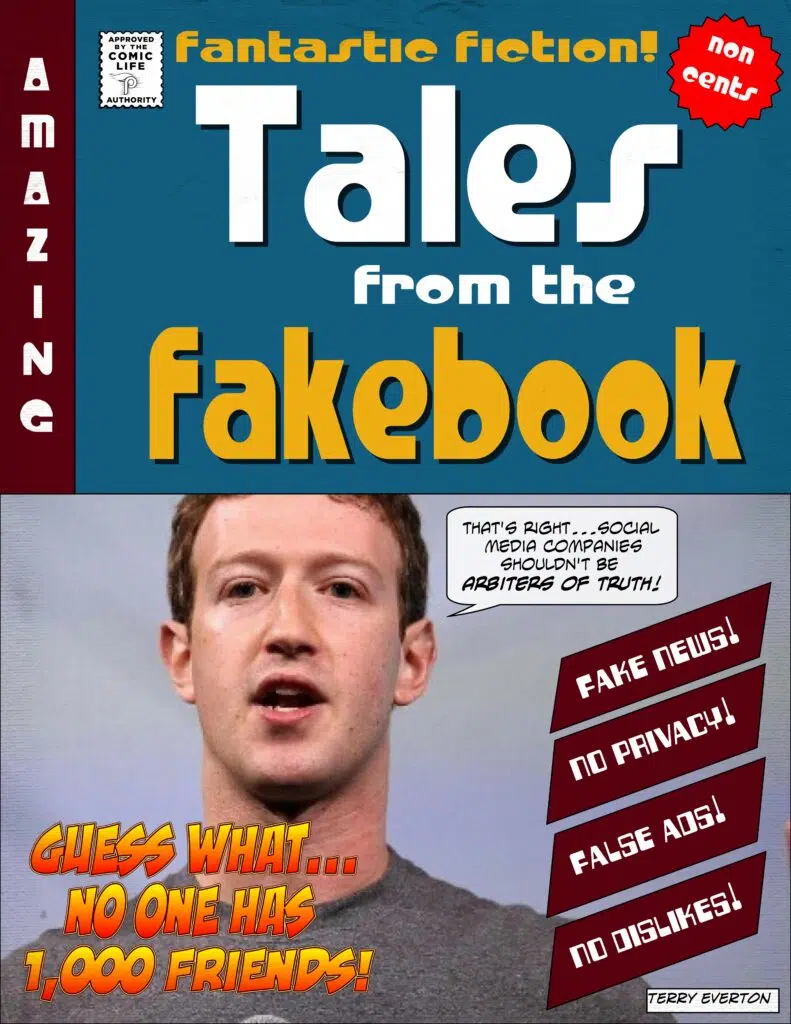 AMAZING
APPROVED
BY THE
COMIC
LIFE
AUTHORITY
fantastic fiction!
non
cents
Tales
from the
fakebook
THAT'S RIGHT...SOCIAL
MEDIA COMPANIES
SHOULDN'T BE
ARBITERS OF TRUTH!
FAKE NEWS!
NO PRIVACY!
FALSE ADS!
NO DISLIKES!
GUESS WHAT...
NO ONE HAS
1,000 FRIENDS!
TERRY EVERTON